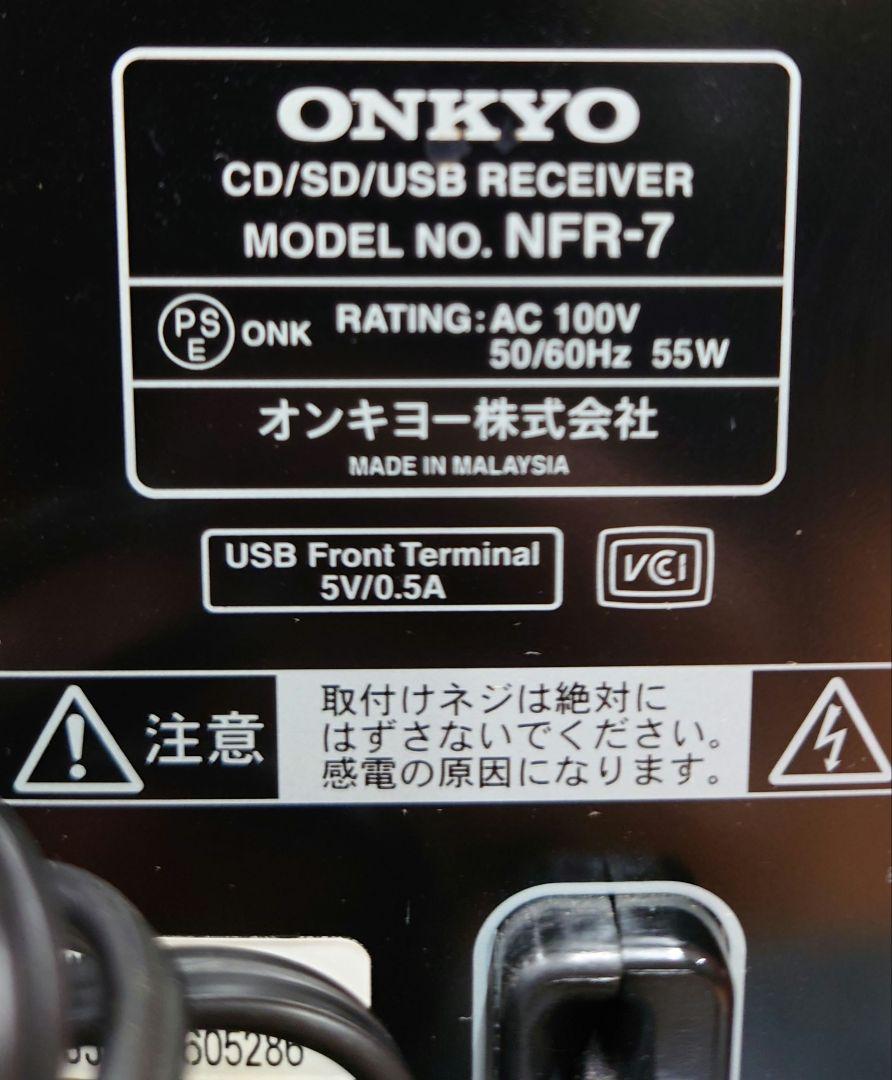 ONKYO
CD/SD/USB RECEIVER
MODEL NO. NFR-7
PSE ONK RATING: AC 100V
50/60Hz 55W
オンキヨー株式会社
MADE IN MALAYSIA
USB Front Terminal
5V/0.5A
VCCI
注意
取付けネジは絶対に
はずさないでください。
感電の原因になります。
605286